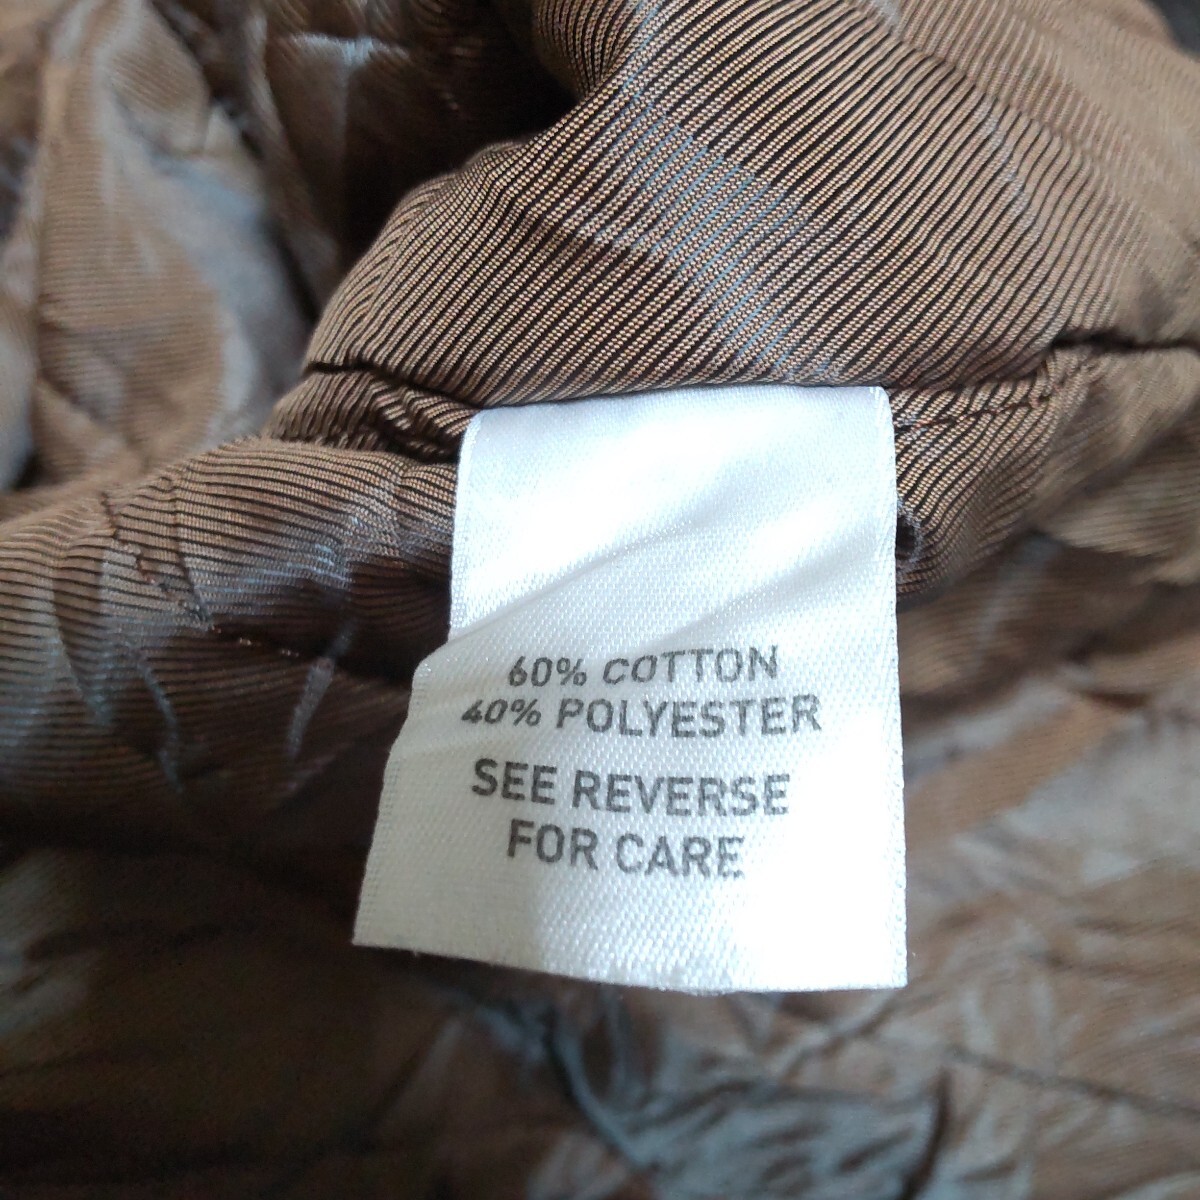 60% COTTON
40% POLYESTER
SEE REVERSE
FOR CARE